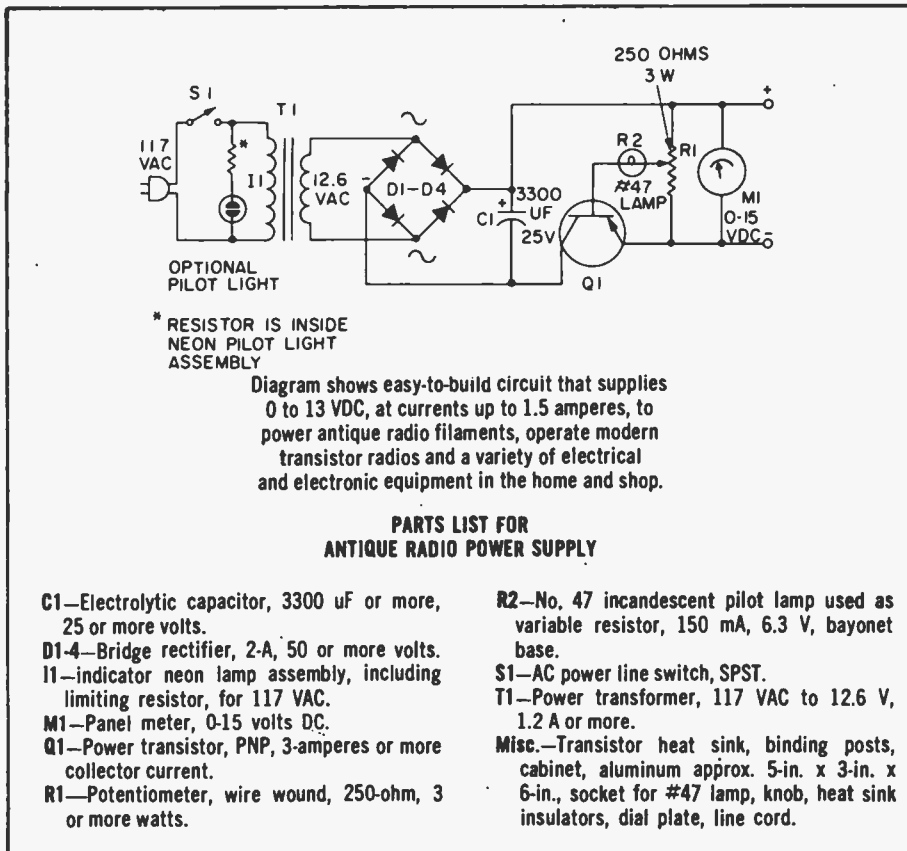 250 OHMS
3 W
S1
T1
+
*
R2
R1
117
VAC
I1
12.6
VAC
-
D1-D4
+
3300
UF
25V
C1
#47
LAMP
M1
0-15
VDC
-
Q1
OPTIONAL
PILOT LIGHT
* RESISTOR IS INSIDE
NEON PILOT LIGHT
ASSEMBLY
Diagram shows easy-to-build circuit that supplies
0 to 13 VDC, at currents up to 1.5 amperes, to
power antique radio filaments, operate modern
transistor radios and a variety of electrical
and electronic equipment in the home and shop.
PARTS LIST FOR
ANTIQUE RADIO POWER SUPPLY
C1—Electrolytic capacitor, 3300 uF or more,
25 or more volts.
D1-4—Bridge rectifier, 2-A, 50 or more volts.
I1—indicator neon lamp assembly, including
limiting resistor, for 117 VAC.
M1—Panel meter, 0-15 volts DC.
Q1—Power transistor, PNP, 3-amperes or more
collector current.
R1—Potentiometer, wire wound, 250-ohm, 3
or more watts.
R2—No. 47 incandescent pilot lamp used as
variable resistor, 150 mA, 6.3 V, bayonet
base.
S1—AC power line switch, SPST.
T1—Power transformer, 117 VAC to 12.6 V,
1.2 A or more.
Misc.—Transistor heat sink, binding posts,
cabinet, aluminum approx. 5-in. x 3-in. x
6-in., socket for #47 lamp, knob, heat sink
insulators, dial plate, line cord.